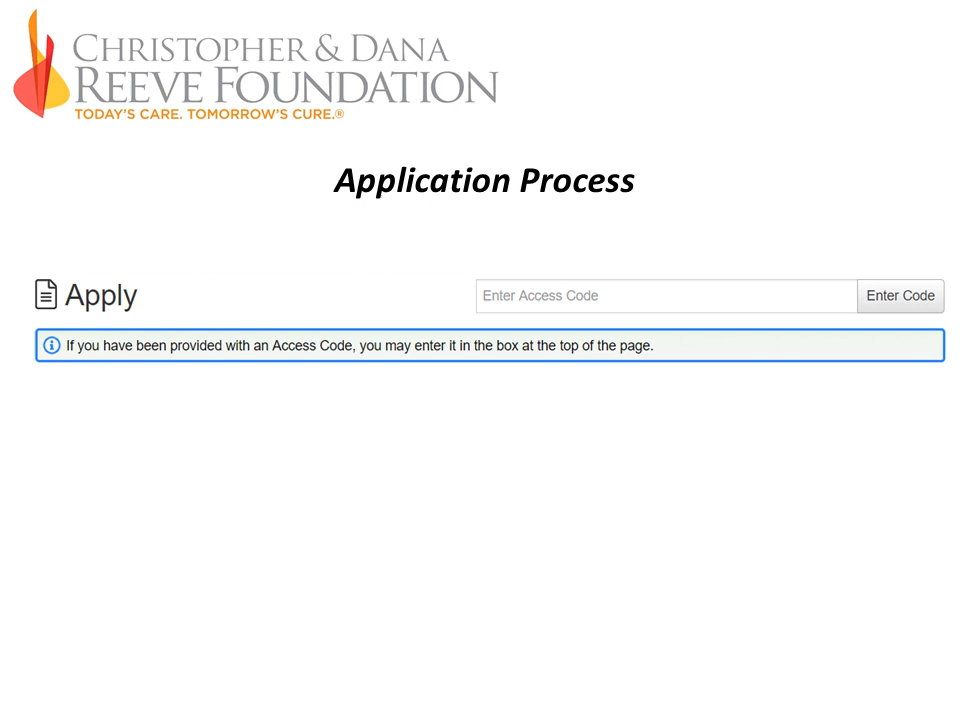 CHRISTOPHER & DANA
REEVE FOUNDATION
TODAY'S CARE. TOMORROW'S CURE.®
Application Process
Apply
Enter Access Code
Enter Code
If you have been provided with an Access Code, you may enter it in the box at the top of the page.